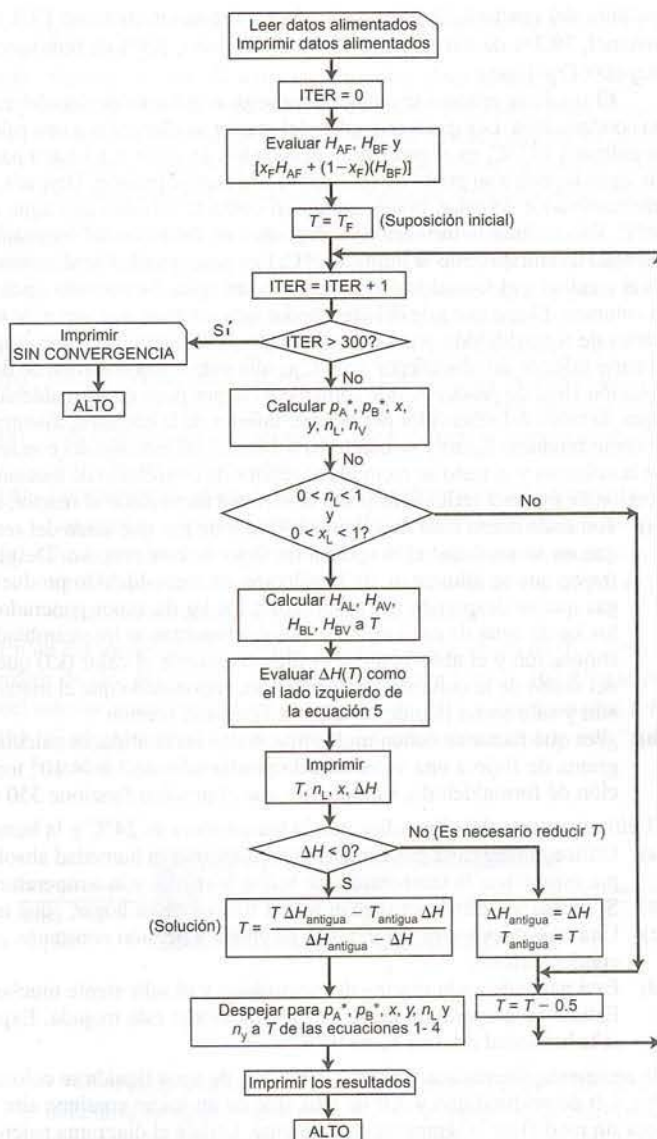 Leer datos alimentados
Imprimir datos alimentados
ITER = 0
Evaluar H_AF, H_BF y
[x_F H_AF + (1−x_F)(H_BF)]
T = T_F (Suposición inicial)
ITER = ITER + 1
Sí
ITER > 300?
Imprimir
SIN CONVERGENCIA
ALTO
No
Calcular p_A*, p_B*, x,
y, n_L, n_v
No
0 < n_L < 1
y
0 < x_L < 1?
No
Calcular H_AL, H_AV,
H_BL, H_BV a T
Evaluar ΔH(T) como
el lado izquierdo de
la ecuación 5
Imprimir
T, n_L, x, ΔH
ΔH < 0?
No (Es necesario reducir T)
S
(Solución)
T = (T ΔH_antigua − T_antigua ΔH) / (ΔH_antigua − ΔH)
ΔH_antigua = ΔH
T_antigua = T
T = T − 0.5
Despejar para p_A*, p_B*, x, y, n_L y
n_v a T de las ecuaciones 1- 4
Imprimir los resultados
ALTO